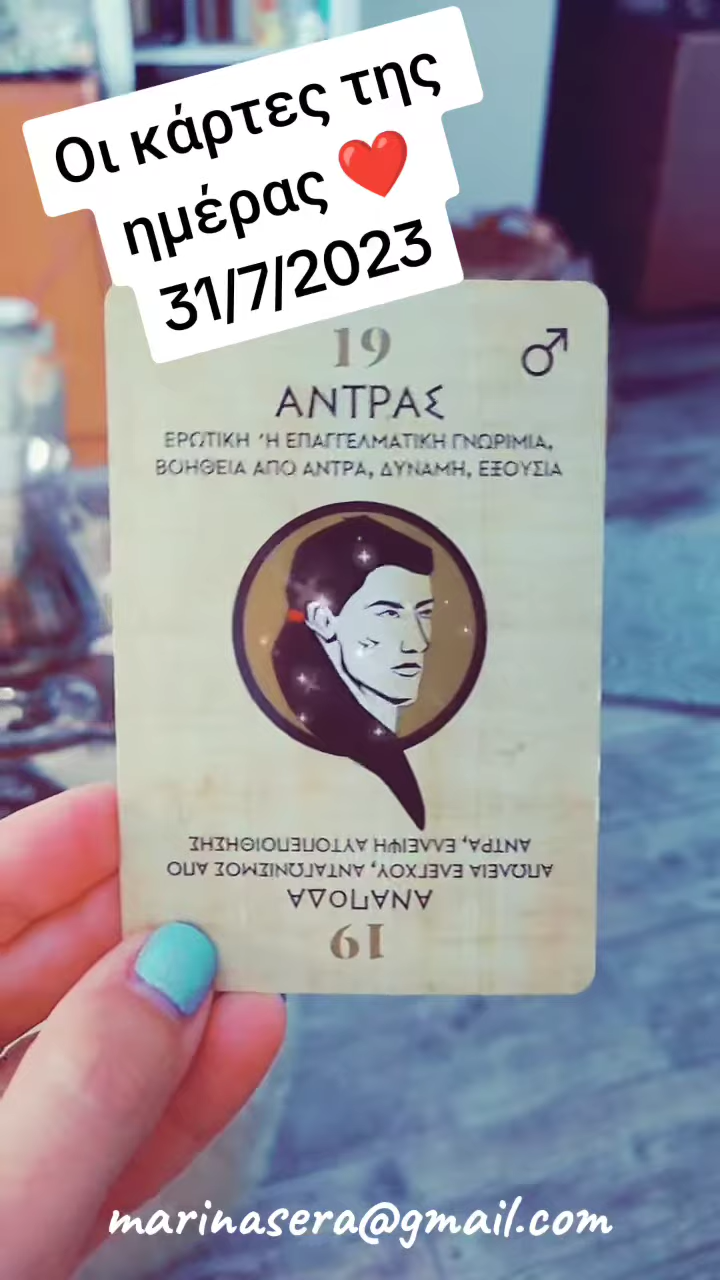 Οι κάρτες της
ημέρας ❤️
31/7/2023
19
♂
ΑΝΤΡΑΣ
ΕΡΩΤΙΚΗ 'Η ΕΠΑΓΓΕΛΜΑΤΙΚΗ ΓΝΩΡΙΜΙΑ,
ΒΟΗΘΕΙΑ ΑΠΟ ΑΝΤΡΑ, ΔΥΝΑΜΗ, ΕΞΟΥΣΙΑ
19
ΑΝΑΠΟΔΑ
ΑΠΩΛΕΙΑ ΕΛΕΓΧΟΥ, ΑΝΤΑΓΩΝΙΣΜΟΣ ΑΠΟ
ΑΝΤΡΑ, ΕΛΛΕΙΨΗ ΑΥΤΟΠΕΠΟΙΘΗΣΗΣ
marinasera@gmail.com